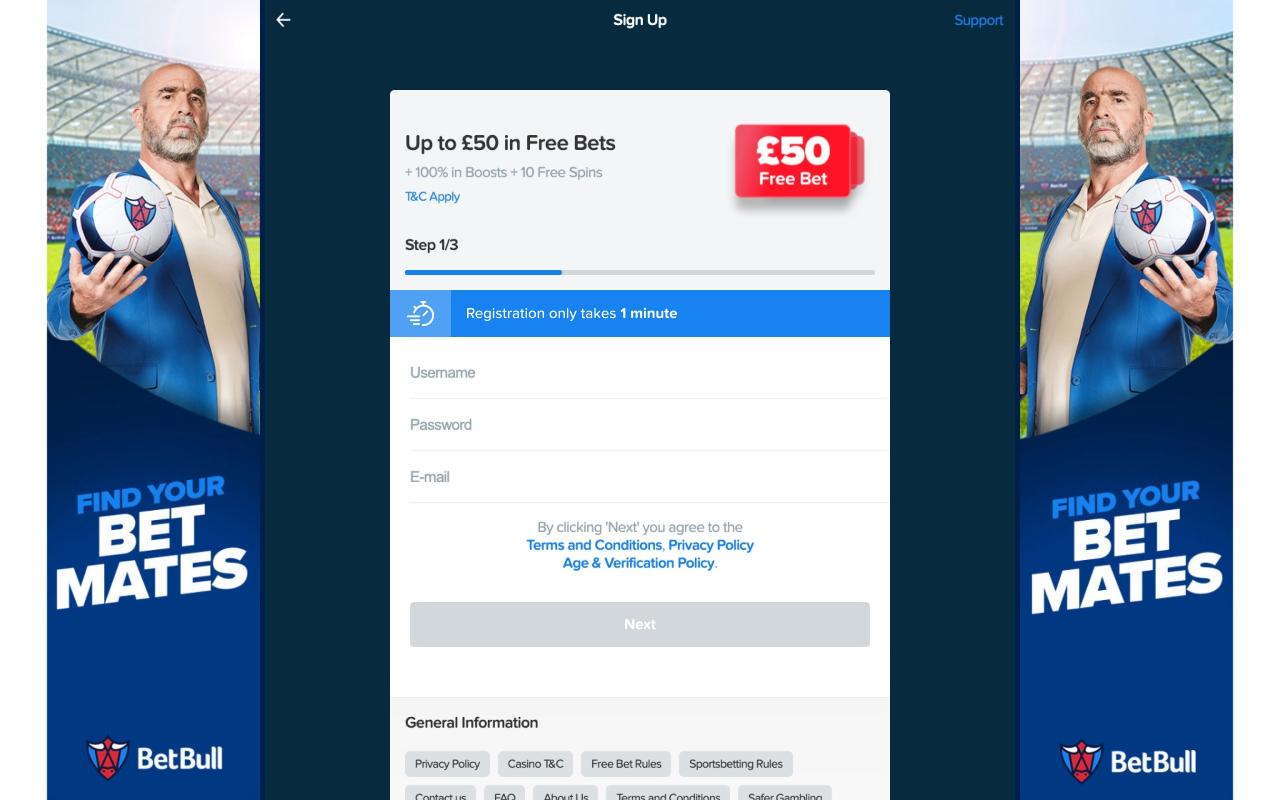 Sign Up
Support
Up to £50 in Free Bets
+ 100% in Boosts + 10 Free Spins
T&C Apply
£50
Free Bet
Step 1/3
Registration only takes 1 minute
Username
Password
E-mail
By clicking 'Next' you agree to the
Terms and Conditions, Privacy Policy
Age & Verification Policy.
Next
General Information
Privacy Policy
Casino T&C
Free Bet Rules
Sportsbetting Rules
Contact us
FAQ
About Us
Terms and Conditions
Safer Gambling
FIND YOUR
BET
MATES
BetBull
FIND YOUR
BET
MATES
BetBull